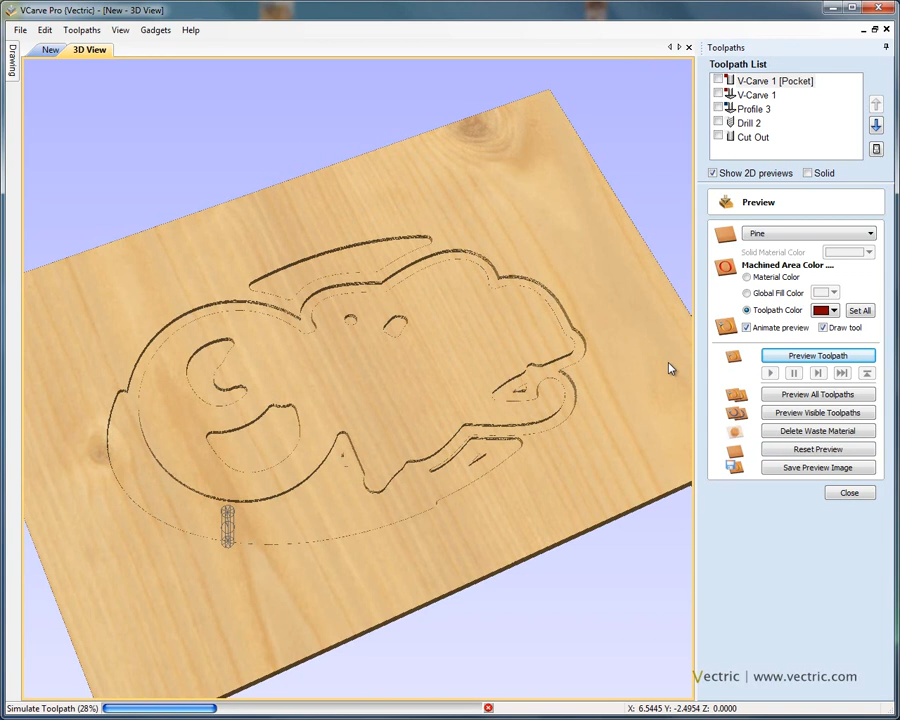 VCarve Pro (Vectric) - [New - 3D View]
File Edit Toolpaths View Gadgets Help
Drawing
New 3D View
Toolpaths
Toolpath List
V-Carve 1 [Pocket]
V-Carve 1
Profile 3
Drill 2
Cut Out
Show 2D previews Solid
Preview
Pine
Solid Material Color
Machined Area Color ....
Material Color
Global Fill Color
Toolpath Color Set All
Animate preview Draw tool
Preview Toolpath
Preview All Toolpaths
Preview Visible Toolpaths
Delete Waste Material
Reset Preview
Save Preview Image
Close
Vectric | www.vectric.com
Simulate Toolpath (28%) X: 6.5445 Y: -2.4954 Z: 0.0000